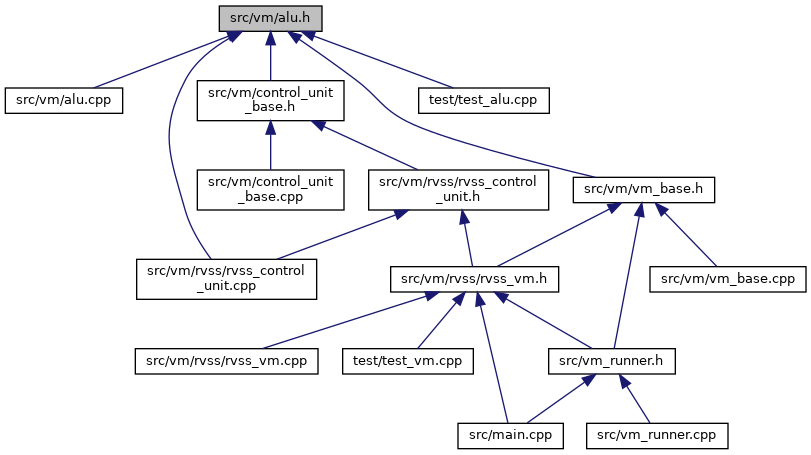 src/vm/alu.h
src/vm/alu.cpp
src/vm/control_unit
_base.h
test/test_alu.cpp
src/vm/control_unit
_base.cpp
src/vm/rvss/rvss_control
_unit.h
src/vm/vm_base.h
src/vm/rvss/rvss_control
_unit.cpp
src/vm/rvss/rvss_vm.h
src/vm/vm_base.cpp
src/vm/rvss/rvss_vm.cpp
test/test_vm.cpp
src/vm_runner.h
src/main.cpp
src/vm_runner.cpp